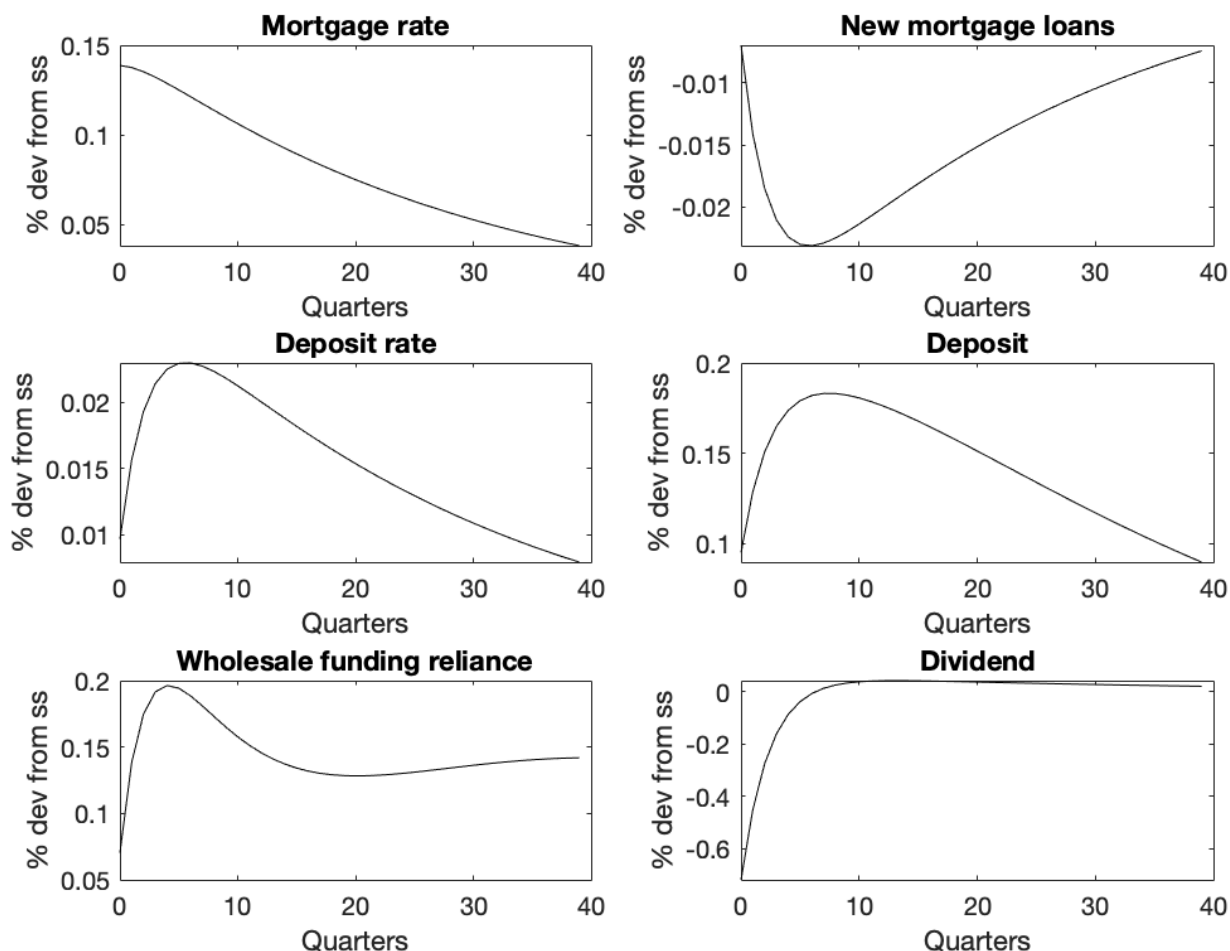 Mortgage rate
% dev from ss
0.15
0.1
0.05
0
10
20
30
40
Quarters
New mortgage loans
% dev from ss
-0.01
-0.015
-0.02
0
10
20
30
40
Quarters
Deposit rate
% dev from ss
0.02
0.015
0.01
0
10
20
30
40
Quarters
Deposit
% dev from ss
0.2
0.15
0.1
0
10
20
30
40
Quarters
Wholesale funding reliance
% dev from ss
0.2
0.15
0.1
0.05
0
10
20
30
40
Quarters
Dividend
% dev from ss
0
-0.2
-0.4
-0.6
0
10
20
30
40
Quarters